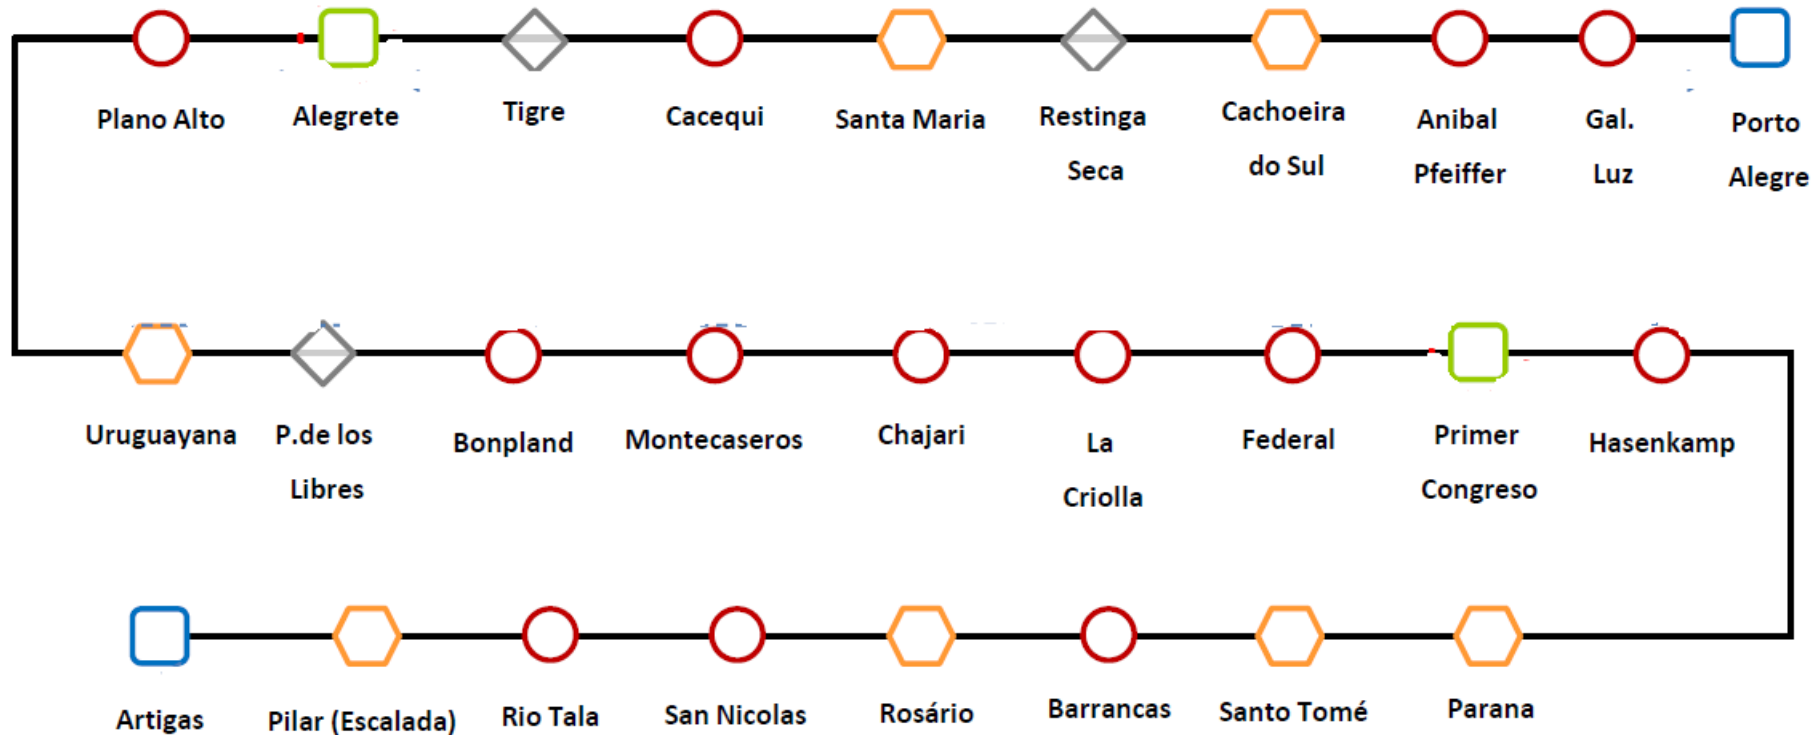 Plano Alto
Alegrete
Tigre
Cacequi
Santa Maria
Restinga
Seca
Cachoeira
do Sul
Anibal
Pfeiffer
Gal.
Luz
Porto
Alegre
Uruguayana
P.de los
Libres
Bonpland
Montecaseros
Chajari
La
Criolla
Federal
Primer
Congreso
Hasenkamp
Artigas
Pilar (Escalada)
Rio Tala
San Nicolas
Rosário
Barrancas
Santo Tomé
Parana